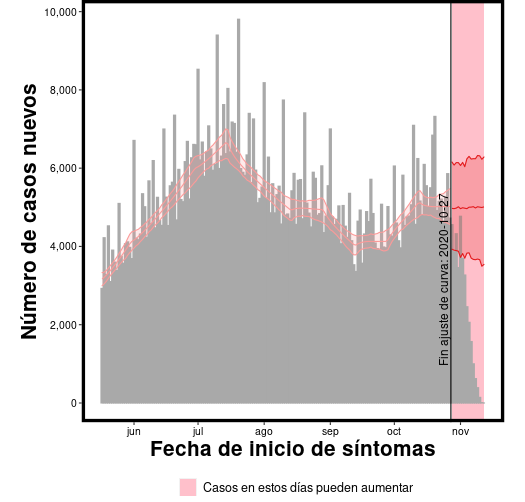 Número de casos nuevos
10,000
8,000
6,000
4,000
2,000
0
Fin ajuste de curva: 2020-10-27
jun jul ago sep oct nov
Fecha de inicio de síntomas
Casos en estos días pueden aumentar